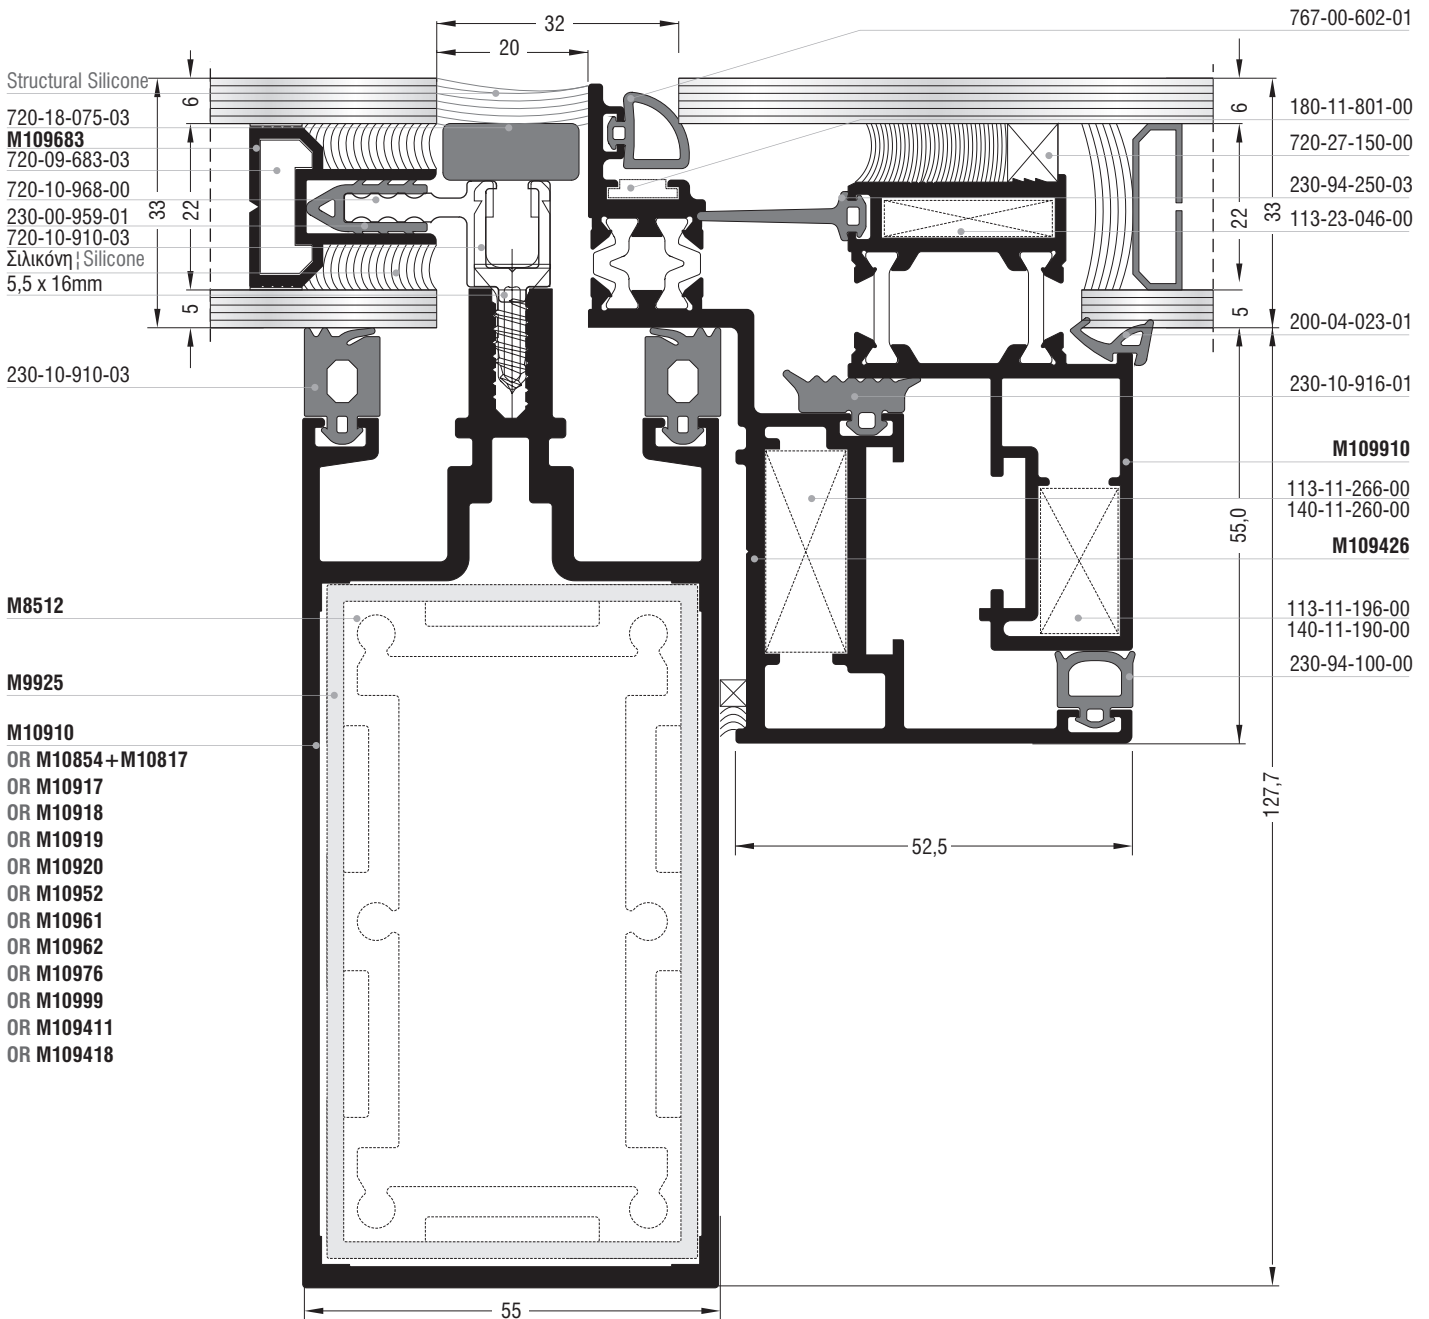 32
20
767-00-602-01
Structural Silicone
6
6
180-11-801-00
720-18-075-03
M109683
720-09-683-03
720-27-150-00
720-10-968-00
230-94-250-03
33
22
22
33
230-00-959-01
113-23-046-00
720-10-910-03
Σιλικόνη ¦ Silicone
5,5 x 16mm
5
5
200-04-023-01
230-10-910-03
230-10-916-01
M109910
113-11-266-00
140-11-260-00
55,0
M109426
M8512
113-11-196-00
140-11-190-00
230-94-100-00
M9925
M10910
OR M10854+M10817
OR M10917
OR M10918
OR M10919
OR M10920
OR M10952
OR M10961
OR M10962
OR M10976
OR M10999
OR M109411
OR M109418
127,7
52,5
55